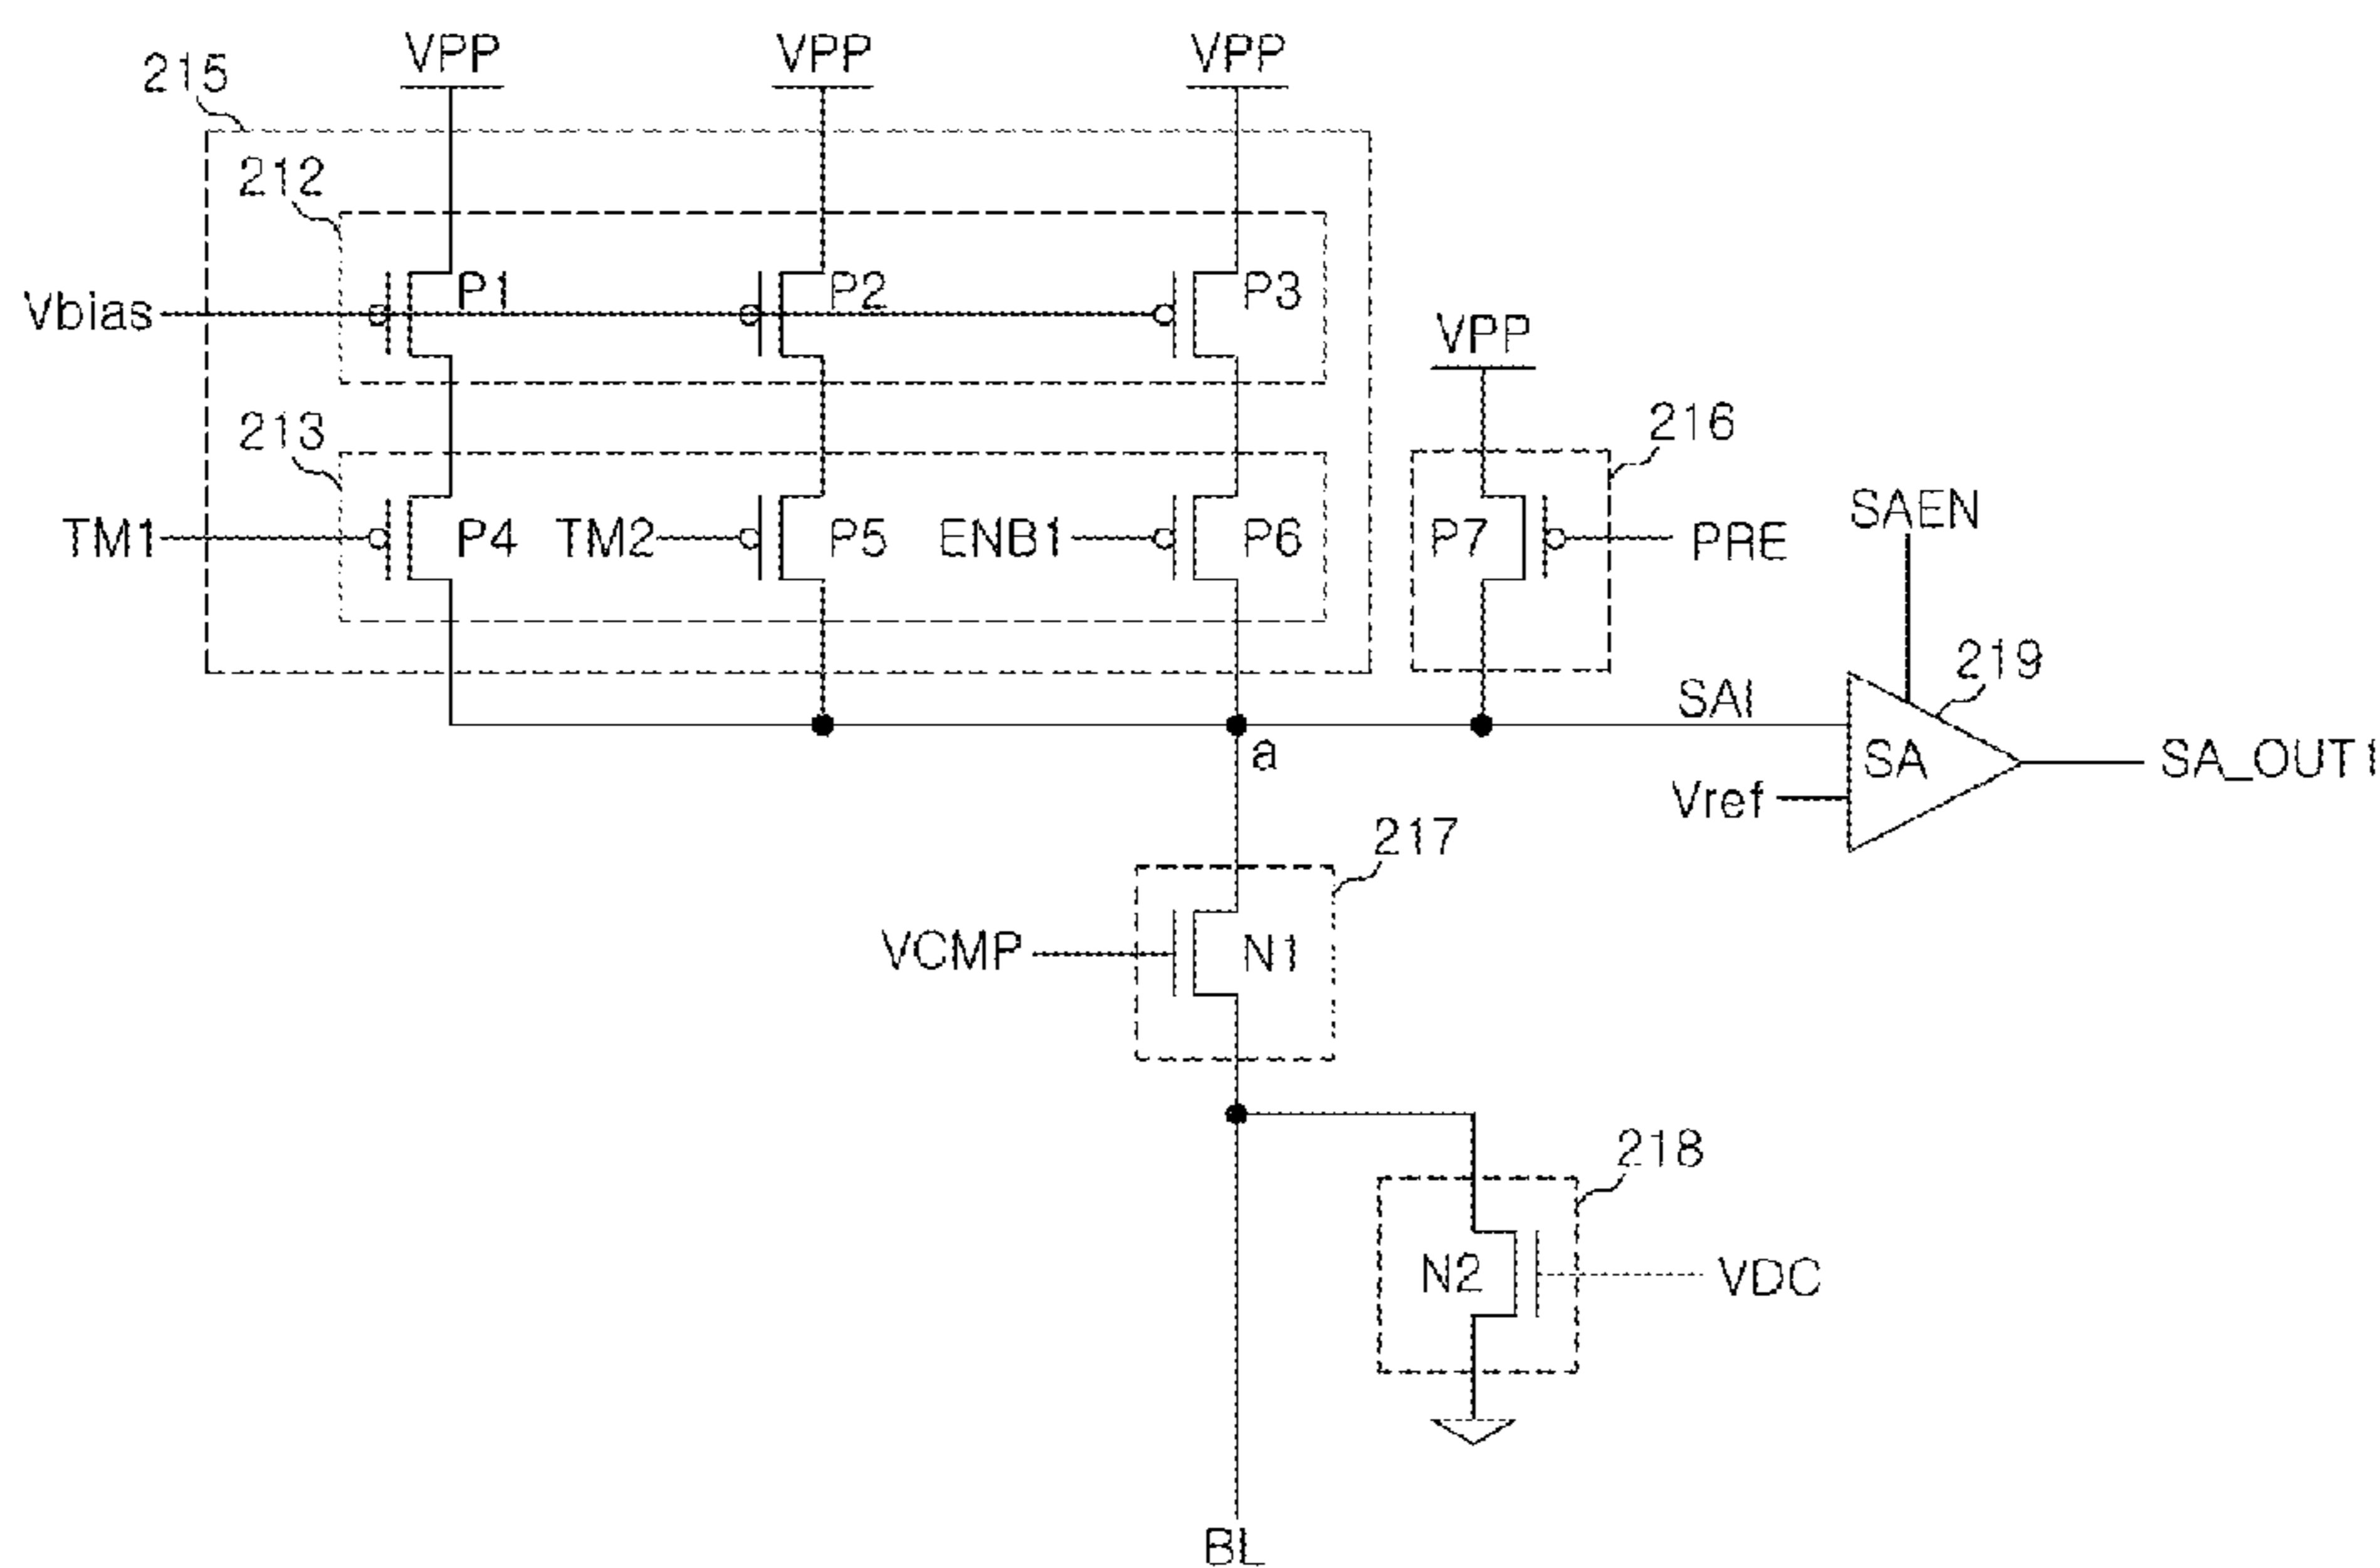 VPP VPP VPP
215
212
Vbias P1 P2 P3
VPP
213 216
SAEN
TM1 P4 TM2 P5 ENB1 P6 P7 PRE
219
SAI
a SA SA_OUT1
Vref
217
VCMP N1
218
N2 VDC
BL